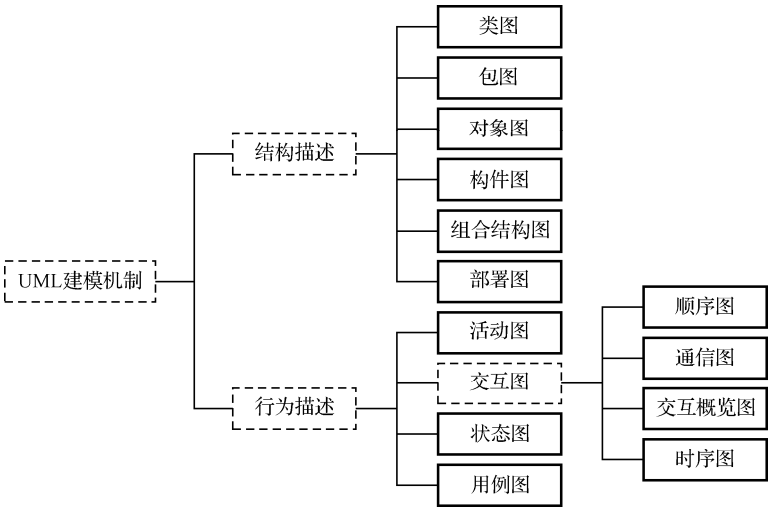 UML建模机制
结构描述
类图
包图
对象图
构件图
组合结构图
部署图
行为描述
活动图
交互图
顺序图
通信图
交互概览图
时序图
状态图
用例图